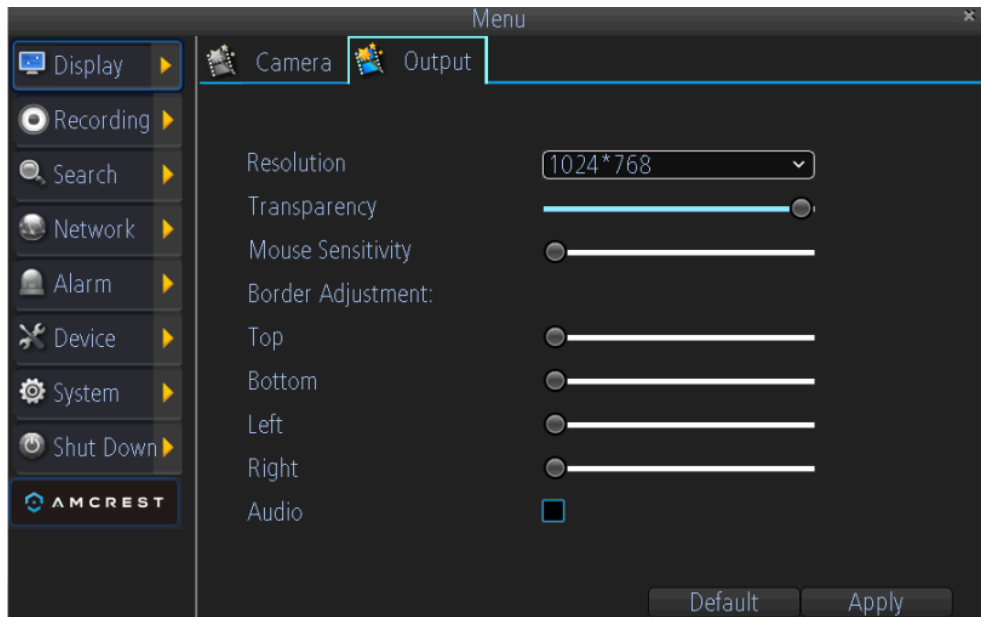 Menu
Display
Recording
Search
Network
Alarm
Device
System
Shut Down
AMCREST
Camera Output
Resolution 1024*768
Transparency
Mouse Sensitivity
Border Adjustment:
Top
Bottom
Left
Right
Audio
Default Apply